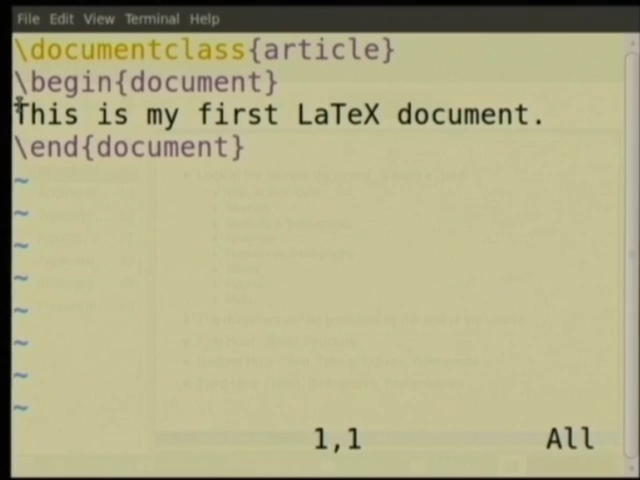 File Edit View Terminal Help
\documentclass{article}
\begin{document}
This is my first LaTeX document.
\end{document}
~
~
~
~
~
~
~
~
1,1 All